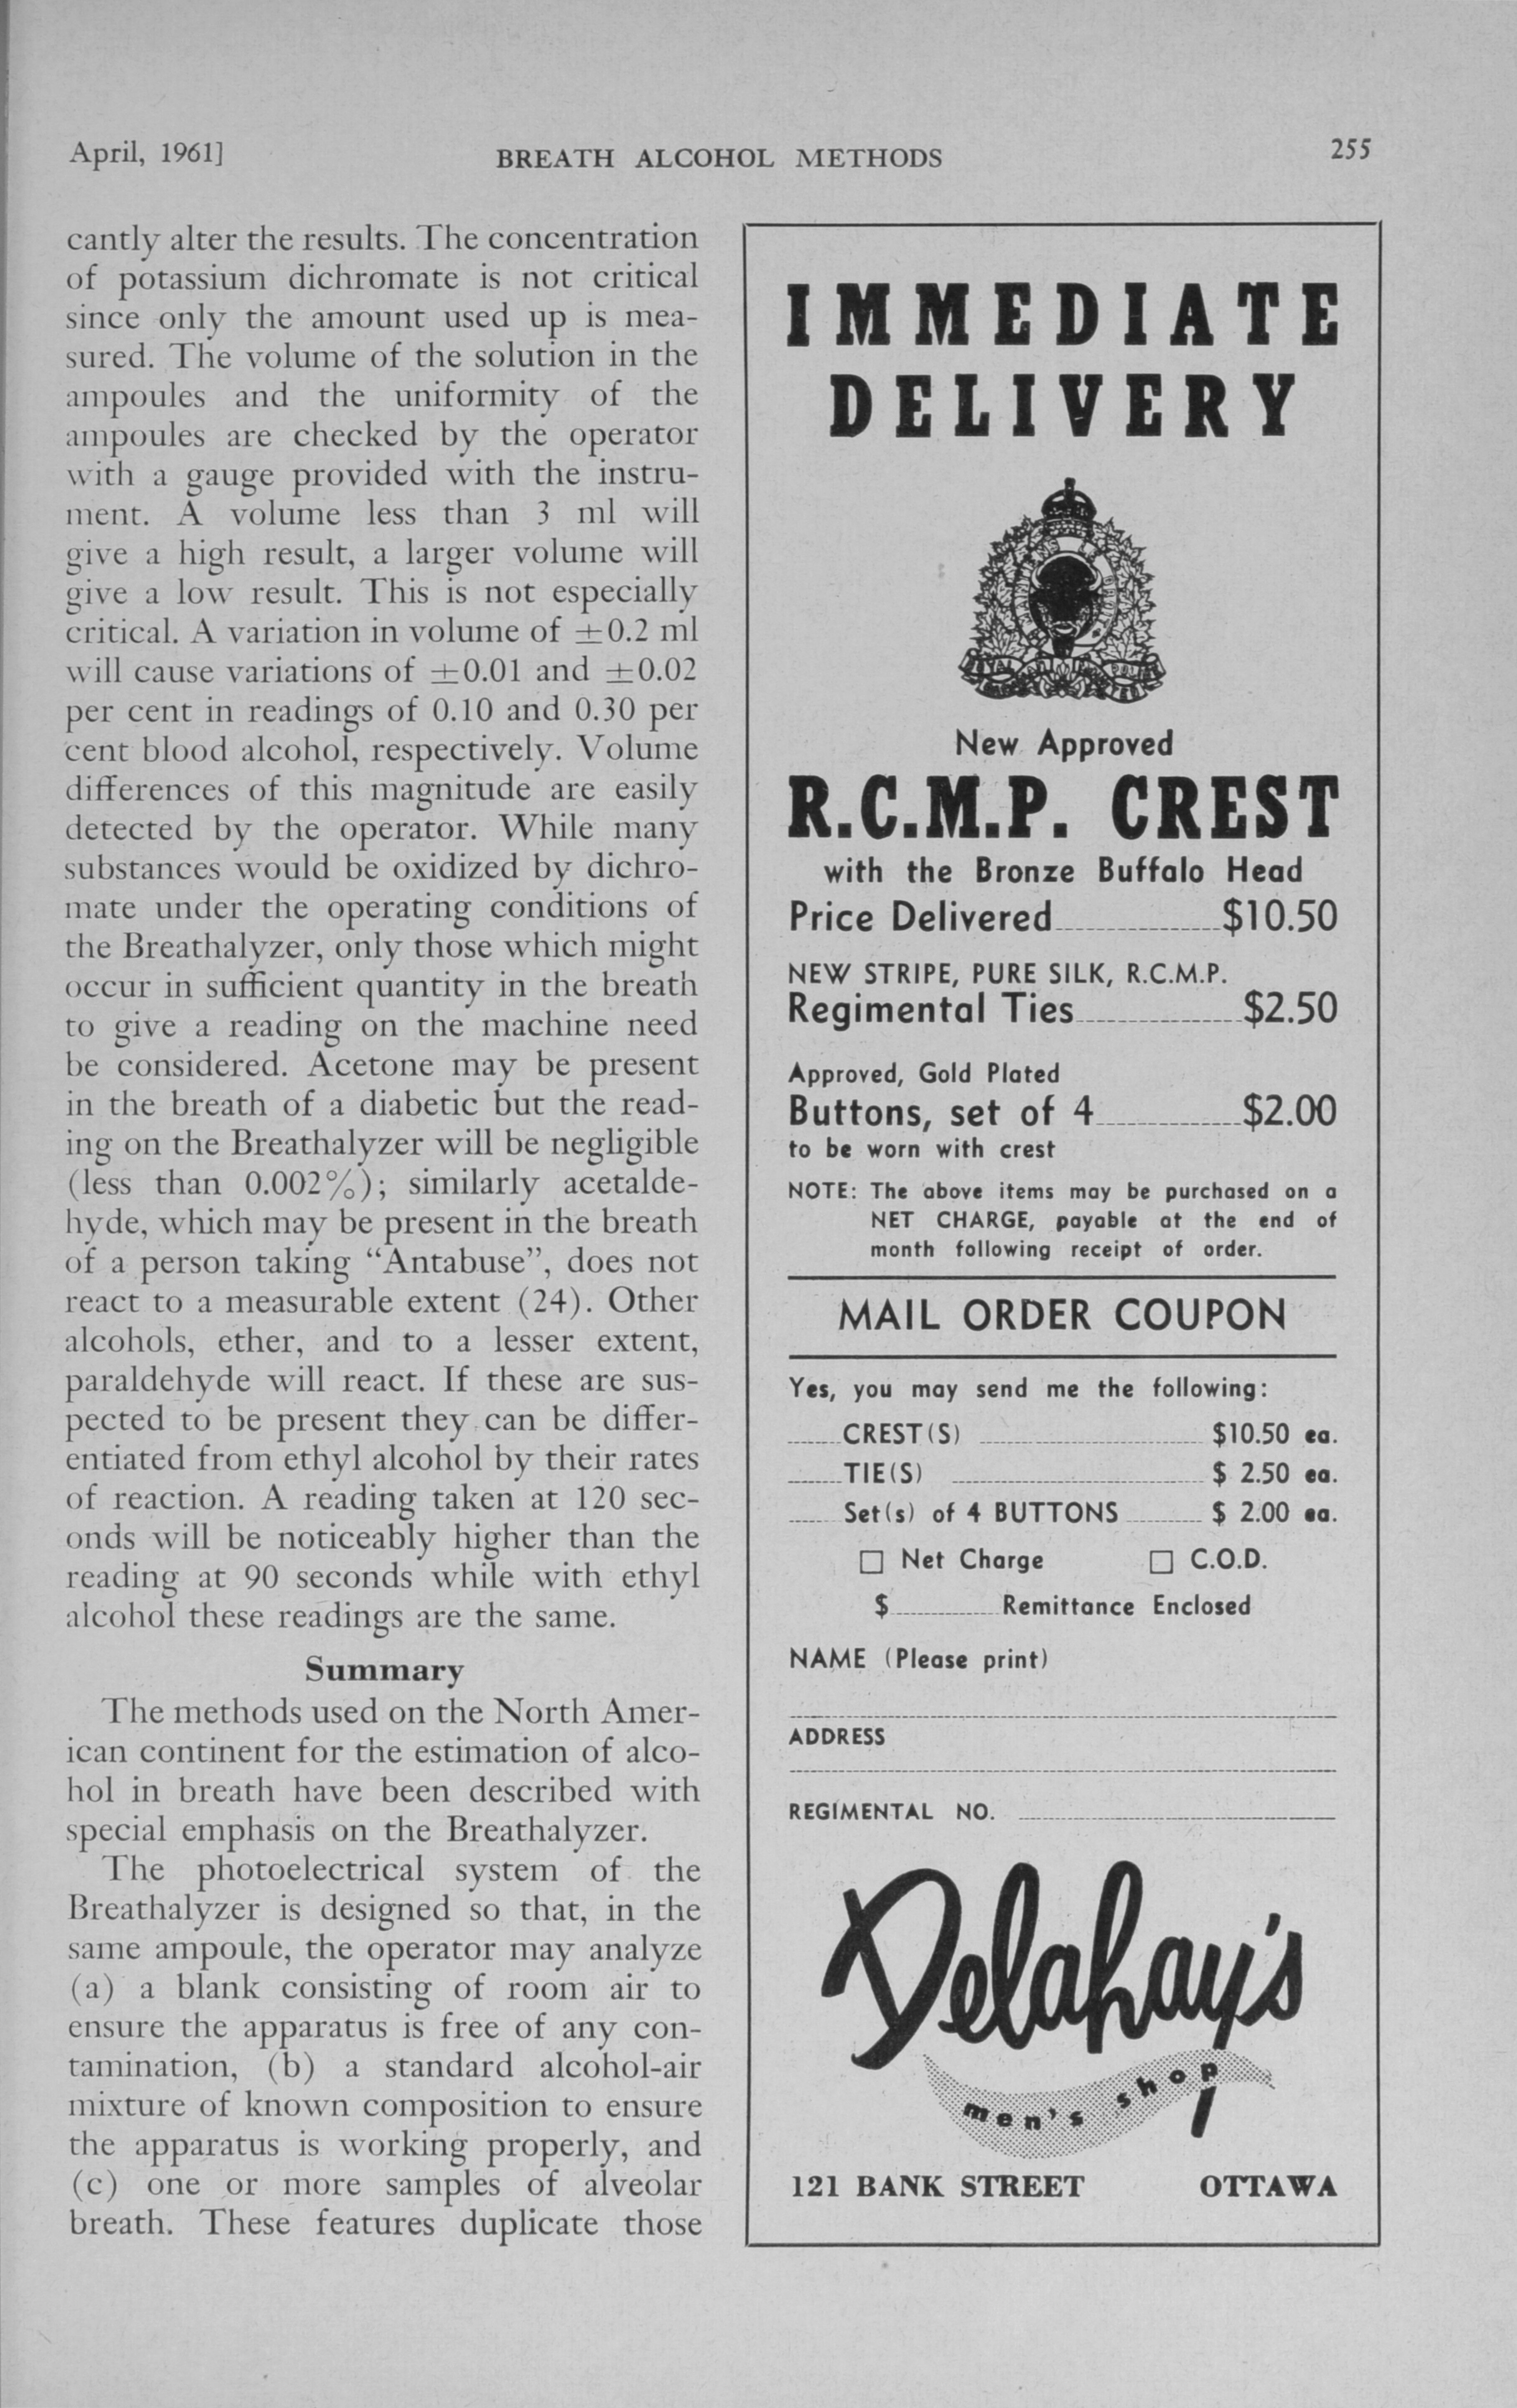 April, 1961]
BREATH ALCOHOL METHODS
255
cantly alter the results. The concentration
of potassium dichromate is not critical
since only the amount used up is mea-
sured. The volume of the solution in the
ampoules and the uniformity of the
ampoules are checked by the operator
with a gauge provided with the instru-
ment. A volume less than 3 ml will
give a high result, a larger volume will
give a low result. This is not especially
critical. A variation in volume of ±0.2 ml
will cause variations of ±0.01 and ±0.02
per cent in readings of 0.10 and 0.30 per
cent blood alcohol, respectively. Volume
differences of this magnitude are easily
detected by the operator. While many
substances would be oxidized by dichro-
mate under the operating conditions of
the Breathalyzer, only those which might
occur in sufficient quantity in the breath
to give a reading on the machine need
be considered. Acetone may be present
in the breath of a diabetic but the read-
ing on the Breathalyzer will be negligible
(less than 0.002%); similarly acetalde-
hyde, which may be present in the breath
of a person taking “Antabuse”, does not
react to a measurable extent (24). Other
alcohols, ether, and to a lesser extent,
paraldehyde will react. If these are sus-
pected to be present they can be differ-
entiated from ethyl alcohol by their rates
of reaction. A reading taken at 120 sec-
onds will be noticeably higher than the
reading at 90 seconds while with ethyl
alcohol these readings are the same.
Summary
The methods used on the North Amer-
ican continent for the estimation of alco-
hol in breath have been described with
special emphasis on the Breathalyzer.
The photoelectrical system of the
Breathalyzer is designed so that, in the
same ampoule, the operator may analyze
(a) a blank consisting of room air to
ensure the apparatus is free of any con-
tamination, (b) a standard alcohol-air
mixture of known composition to ensure
the apparatus is working properly, and
(c) one or more samples of alveolar
breath. These features duplicate those
IMMEDIATE
DELIVERY
New Approved
R.C.M.P. CREST
with the Bronze Buffalo Head
Price Delivered $10.50
NEW STRIPE, PURE SILK, R.C.M.P.
Regimental Ties $2.50
Approved, Gold Plated
Buttons, set of 4 $2.00
to be worn with crest
NOTE: The above items may be purchased on a
NET CHARGE, payable at the end of
month following receipt of order.
MAIL ORDER COUPON
Yes, you may send me the following:
CREST(S) $10.50 ea.
TIE(S) $ 2.50 ea.
Set(s) of 4 BUTTONS $ 2.00 ea.
☐ Net Charge ☐ C.O.D.
$ Remittance Enclosed
NAME (Please print)
ADDRESS
REGIMENTAL NO.
Delahay's
men's shop
121 BANK STREET OTTAWA